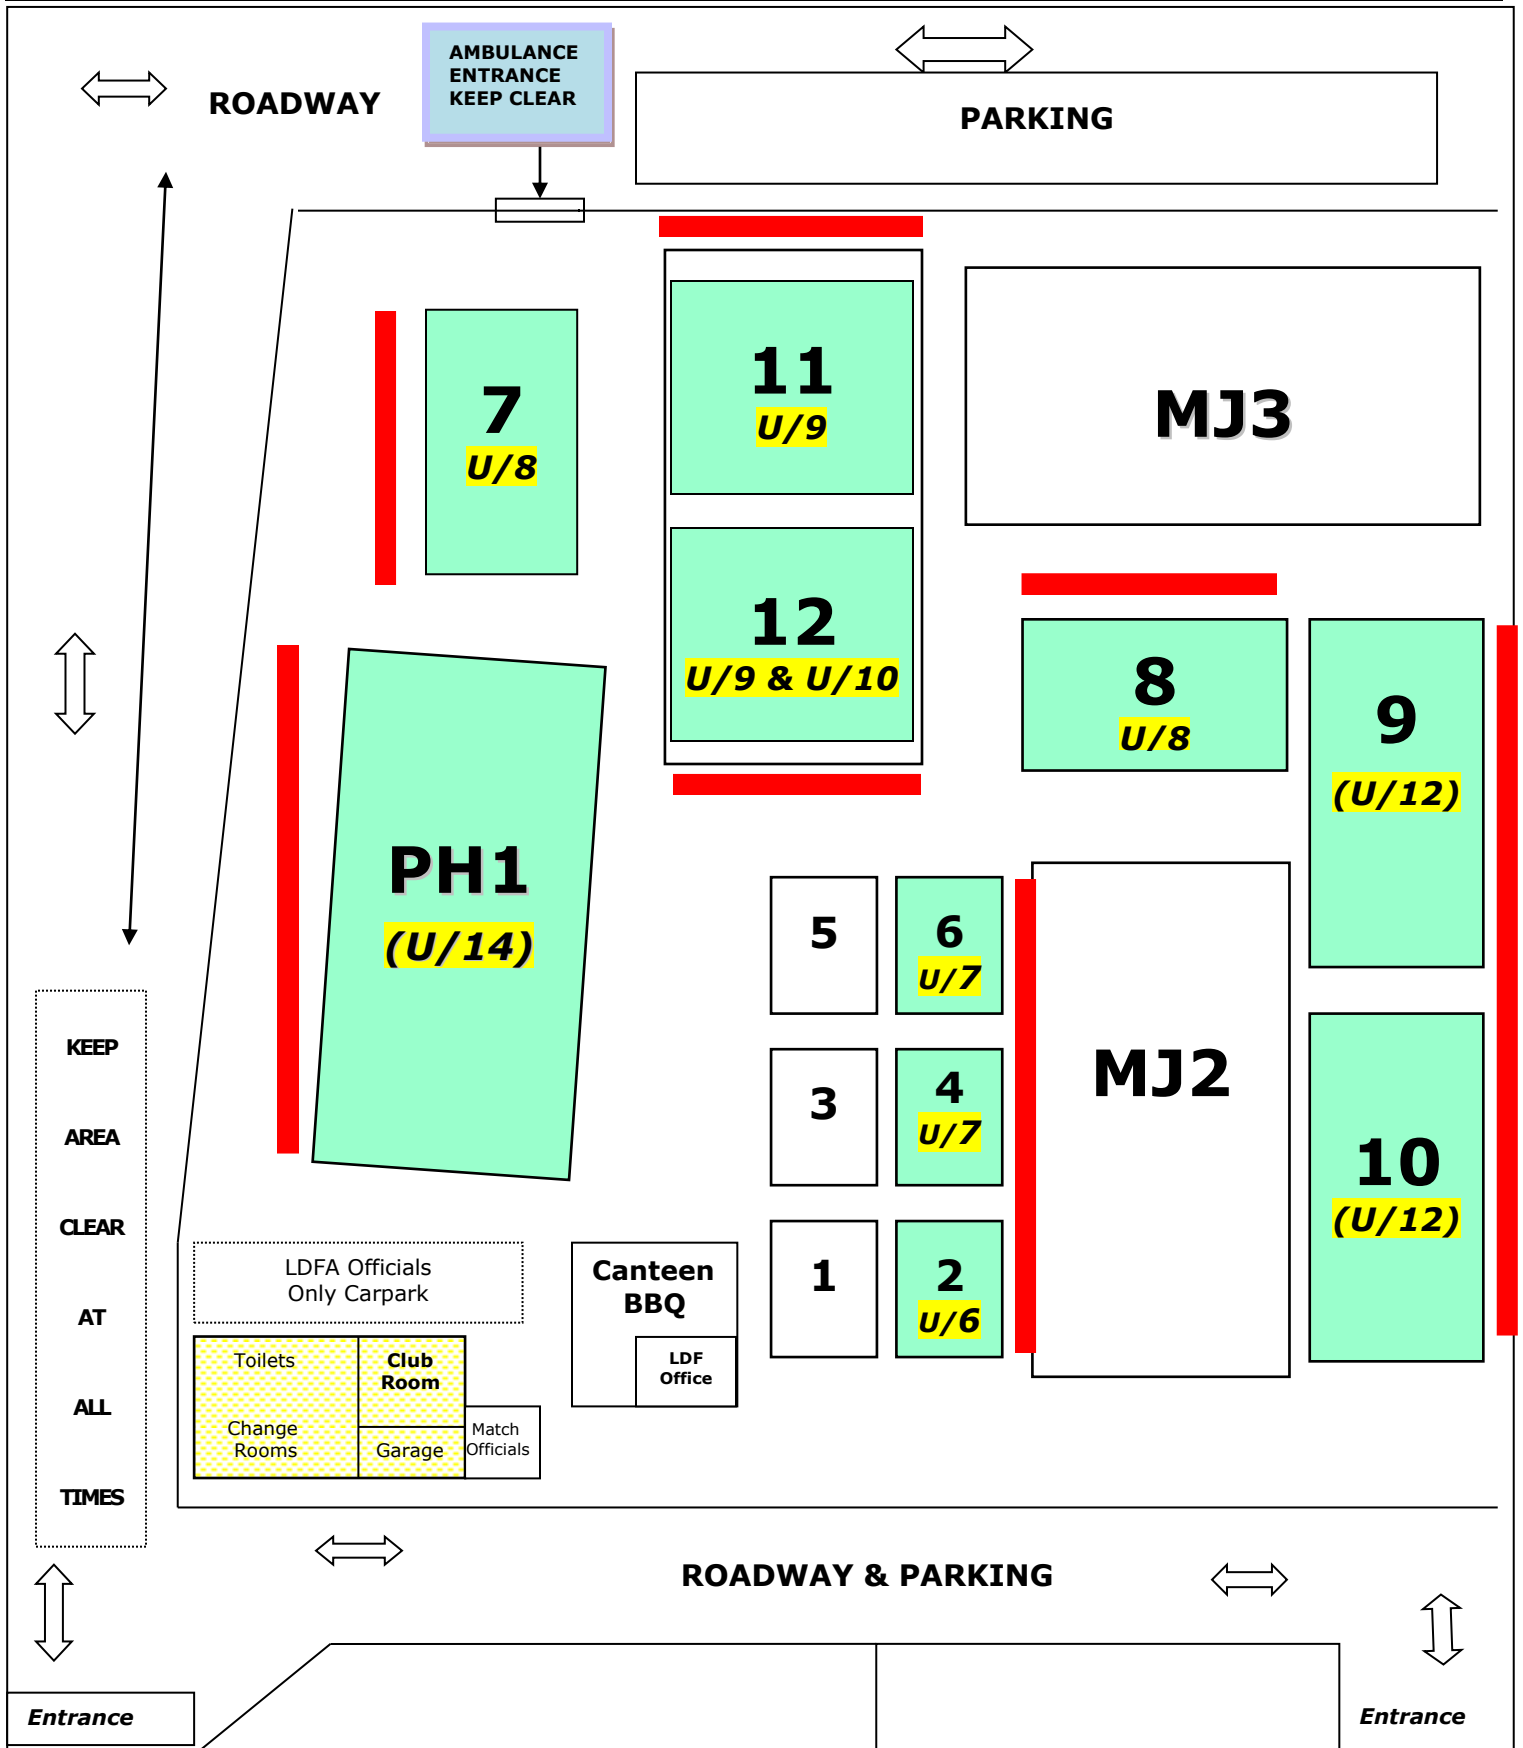 AMBULANCE
ENTRANCE
KEEP CLEAR
ROADWAY
PARKING
7
U/8
11
U/9
MJ3
12
U/9 & U/10
8
U/8
9
(U/12)
PH1
(U/14)
5
6
U/7
3
4
U/7
MJ2
10
(U/12)
1
2
U/6
KEEP
AREA
CLEAR
AT
ALL
TIMES
LDFA Officials
Only Carpark
Canteen
BBQ
LDF
Office
Toilets
Club
Room
Change
Rooms
Garage
Match
Officials
ROADWAY & PARKING
Entrance
Entrance